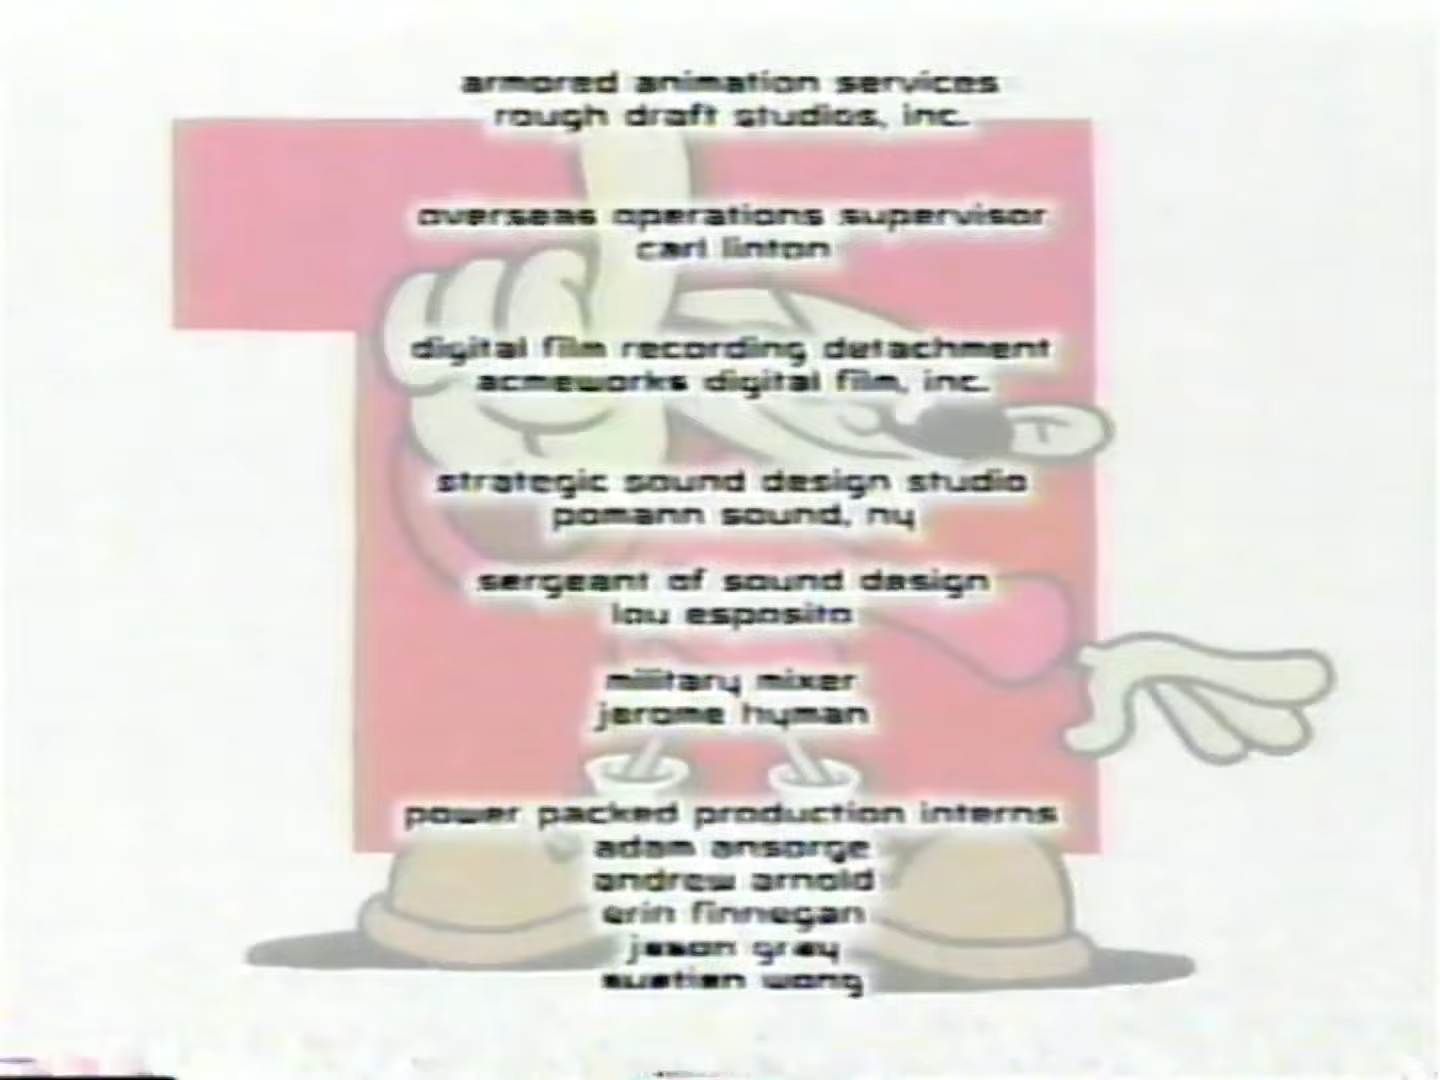 armored animation services
rough draft studios, inc.
overseas operations supervisor
carl linton
digital film recording detachment
acmeworks digital film, inc.
strategic sound design studio
pomann sound, ny
sergeant of sound design
lou esposito
military mixer
jerome hyman
power packed production interns
adam ansorge
andrew arnold
erin finnegan
jason gray
suetien wong